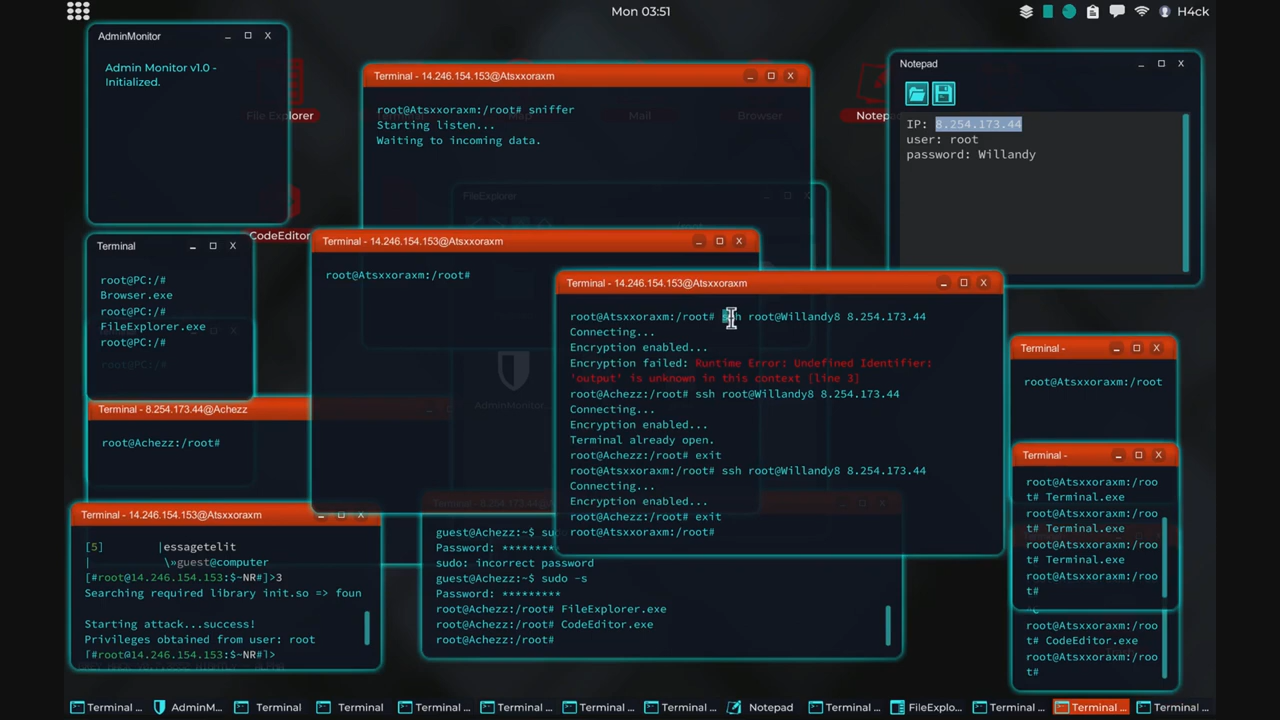 Mon 03:51
H4ck
AdminMonitor
Admin Monitor v1.0 -
Initialized.
File Explorer
Mail
Browser
CodeEditor
Terminal - 14.246.154.153@Atsxxoraxm
root@Atsxxoraxm:/root# sniffer
Starting listen...
Waiting to incoming data.
Notepad
IP: 8.254.173.44
user: root
password: Willandy
FileExplorer
Terminal
root@PC:/#
Browser.exe
root@PC:/#
FileExplorer.exe
root@PC:/#
root@PC:/#
Terminal - 14.246.154.153@Atsxxoraxm
root@Atsxxoraxm:/root#
AdminMonitor...
Terminal - 14.246.154.153@Atsxxoraxm
root@Atsxxoraxm:/root# ssh root@Willandy8 8.254.173.44
Connecting...
Encryption enabled...
Encryption failed: Runtime Error: Undefined Identifier:
'output' is unknown in this context [line 3]
root@Achezz:/root# ssh root@Willandy8 8.254.173.44
Connecting...
Encryption enabled...
Terminal already open.
root@Achezz:/root# exit
root@Atsxxoraxm:/root# ssh root@Willandy8 8.254.173.44
Connecting...
Encryption enabled...
root@Achezz:/root# exit
root@Atsxxoraxm:/root#
Terminal - 8.254.173.44@Achezz
root@Achezz:/root#
Terminal - 14.246.154.153@Atsxxoraxm
[5] |essagetelit
| \»guest@computer
[#root@14.246.154.153:$~NR#]>3
Searching required library init.so => foun
Starting attack...success!
Privileges obtained from user: root
[#root@14.246.154.153:$~NR#]>
guest@Achezz:~$ sud
Password: *********
sudo: incorrect password
guest@Achezz:~$ sudo -s
Password: *********
root@Achezz:/root# FileExplorer.exe
root@Achezz:/root# CodeEditor.exe
root@Achezz:/root#
Terminal -
root@Atsxxoraxm:/root
Terminal -
root@Atsxxoraxm:/roo
t# Terminal.exe
root@Atsxxoraxm:/roo
t# Terminal.exe
root@Atsxxoraxm:/roo
t# Terminal.exe
root@Atsxxoraxm:/roo
t#
root@Atsxxoraxm:/roo
t# CodeEditor.exe
root@Atsxxoraxm:/roo
t#
Terminal ...
AdminM...
Terminal
Terminal
Terminal ...
Terminal ...
Terminal ...
Terminal ...
Notepad
Terminal ...
FileExplo...
Terminal ...
Terminal ...
Terminal ...